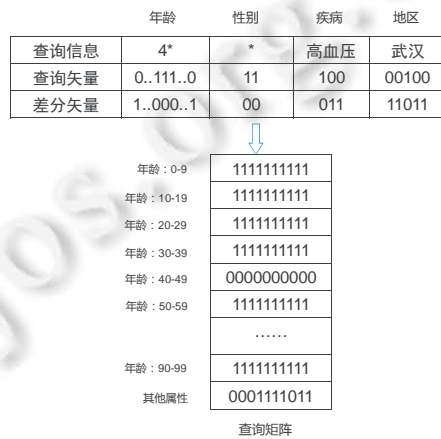 年龄 性别 疾病 地区
查询信息 4* * 高血压 武汉
查询矢量 0..111..0 11 100 00100
差分矢量 1..000..1 00 011 11011
年龄：0-9 1111111111
年龄：10-19 1111111111
年龄：20-29 1111111111
年龄：30-39 1111111111
年龄：40-49 0000000000
年龄：50-59 1111111111
……
年龄：90-99 1111111111
其他属性 0001111011
查询矩阵